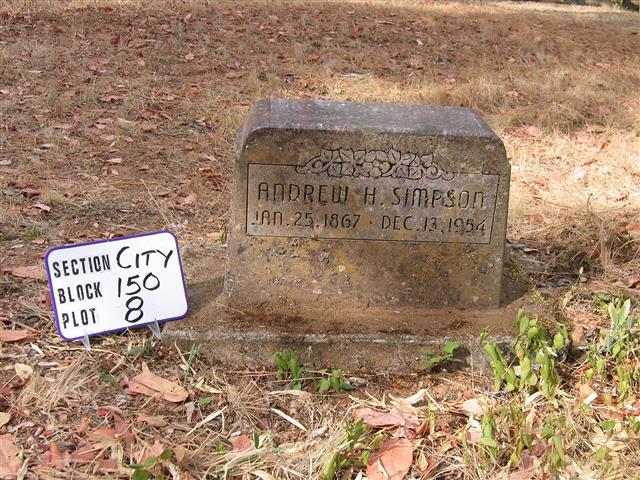 ANDREW H. SIMPSON
JAN. 25. 1867 · DEC. 13. 1954
SECTION CITY
BLOCK 150
PLOT 8